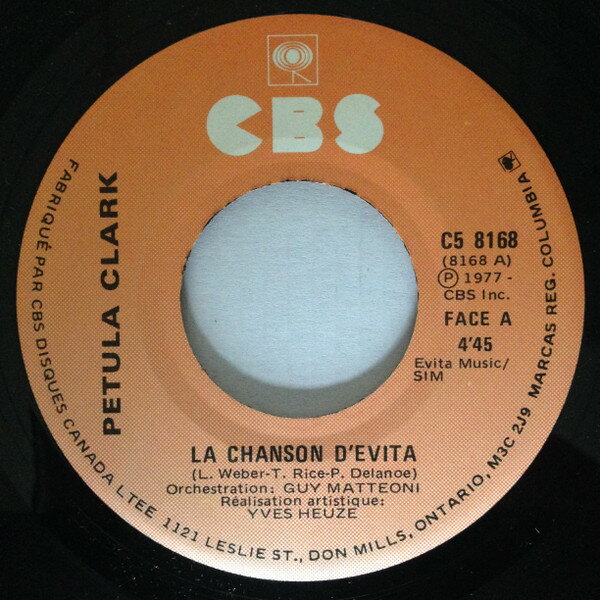 CBS
PETULA CLARK
C5 8168
(8168 A)
Ⓟ 1977 -
CBS Inc.
FACE A
4'45
Evita Music/
SIM
LA CHANSON D'EVITA
(L. Weber-T. Rice-P. Delanoe)
Orchestration: GUY MATTEONI
Réalisation artistique:
YVES HEUZE
FABRIQUÉ PAR CBS DISQUES CANADA LTEE 1121 LESLIE ST., DON MILLS, ONTARIO, M3C 2J9 MARCAS REG. COLUMBIA